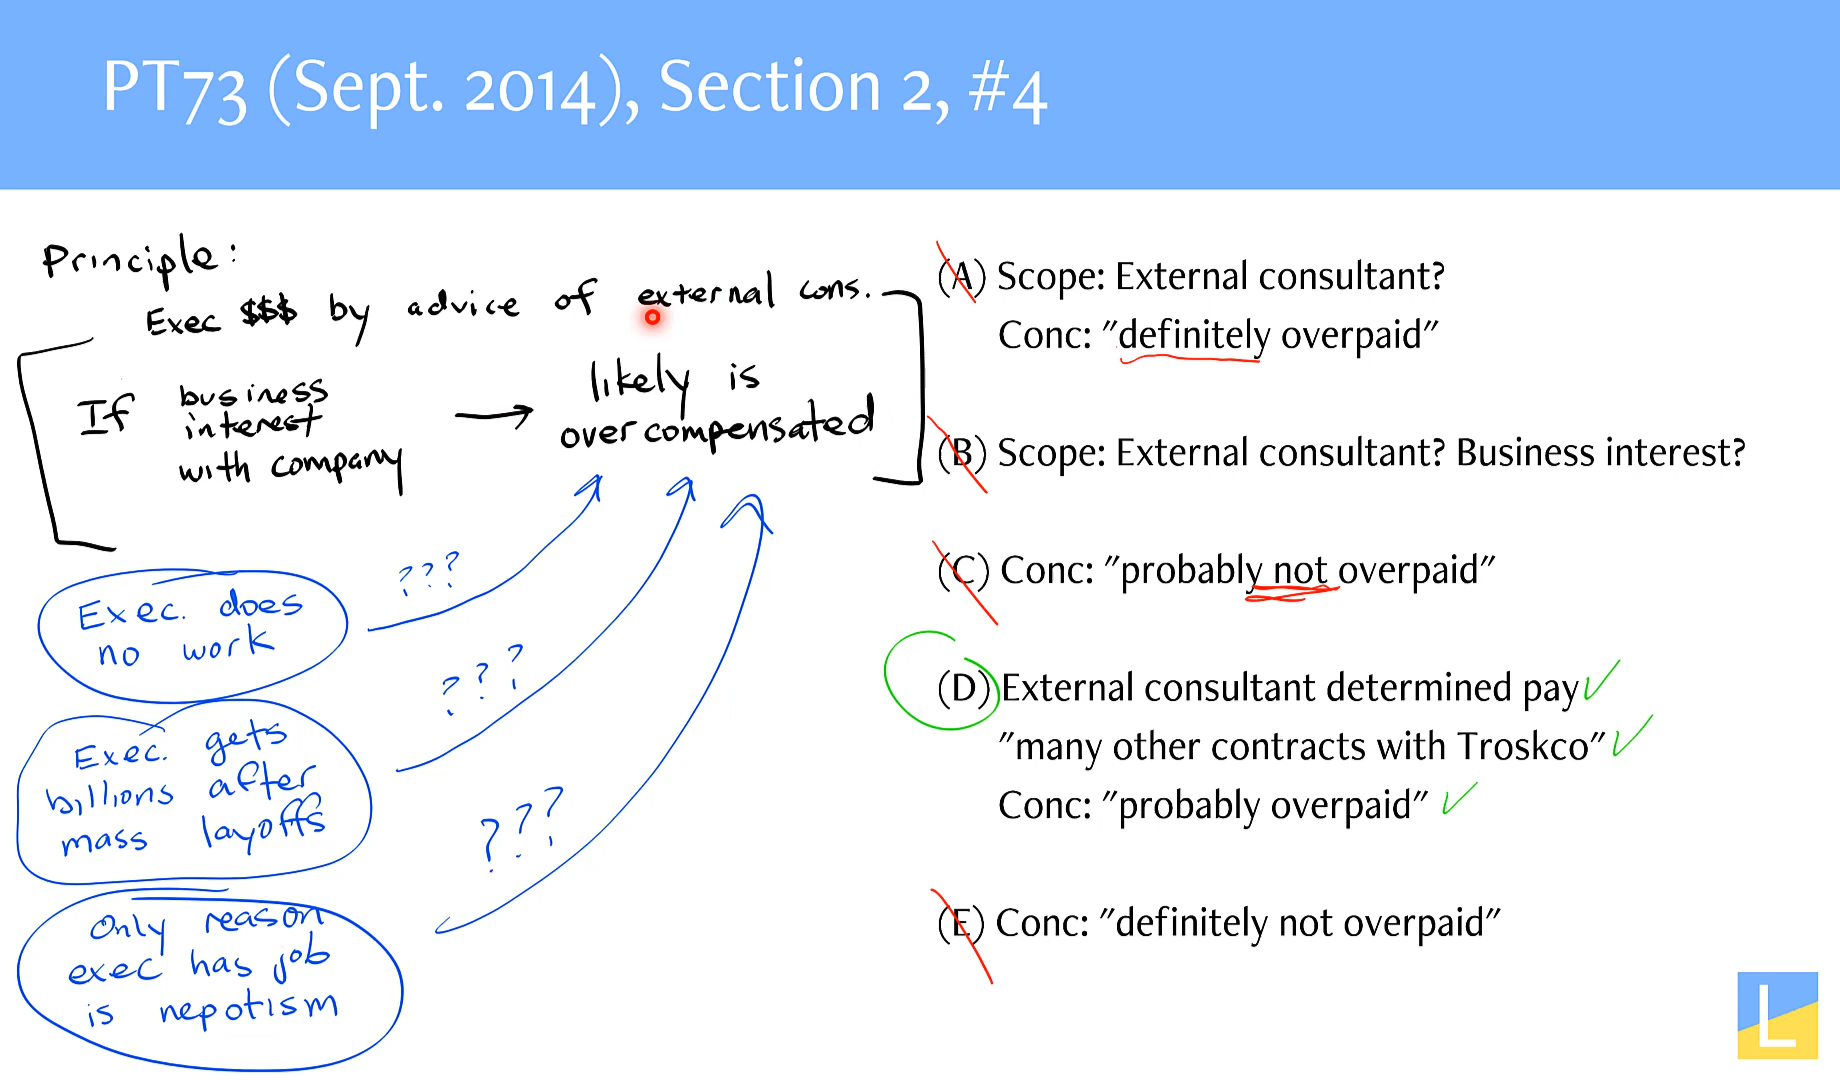 PT73 (Sept. 2014), Section 2, #4
Principle:
Exec $$$ by advice of external cons.
If business interest with company → likely is overcompensated
Exec. does
no work
???
Exec. gets
billions after
mass layoffs
???
Only reason
exec has job
is nepotism
???
(A) Scope: External consultant?
Conc: "definitely overpaid"
(B) Scope: External consultant? Business interest?
(C) Conc: "probably not overpaid"
(D) External consultant determined pay ✓
"many other contracts with Troskco" ✓
Conc: "probably overpaid" ✓
(E) Conc: "definitely not overpaid"
L